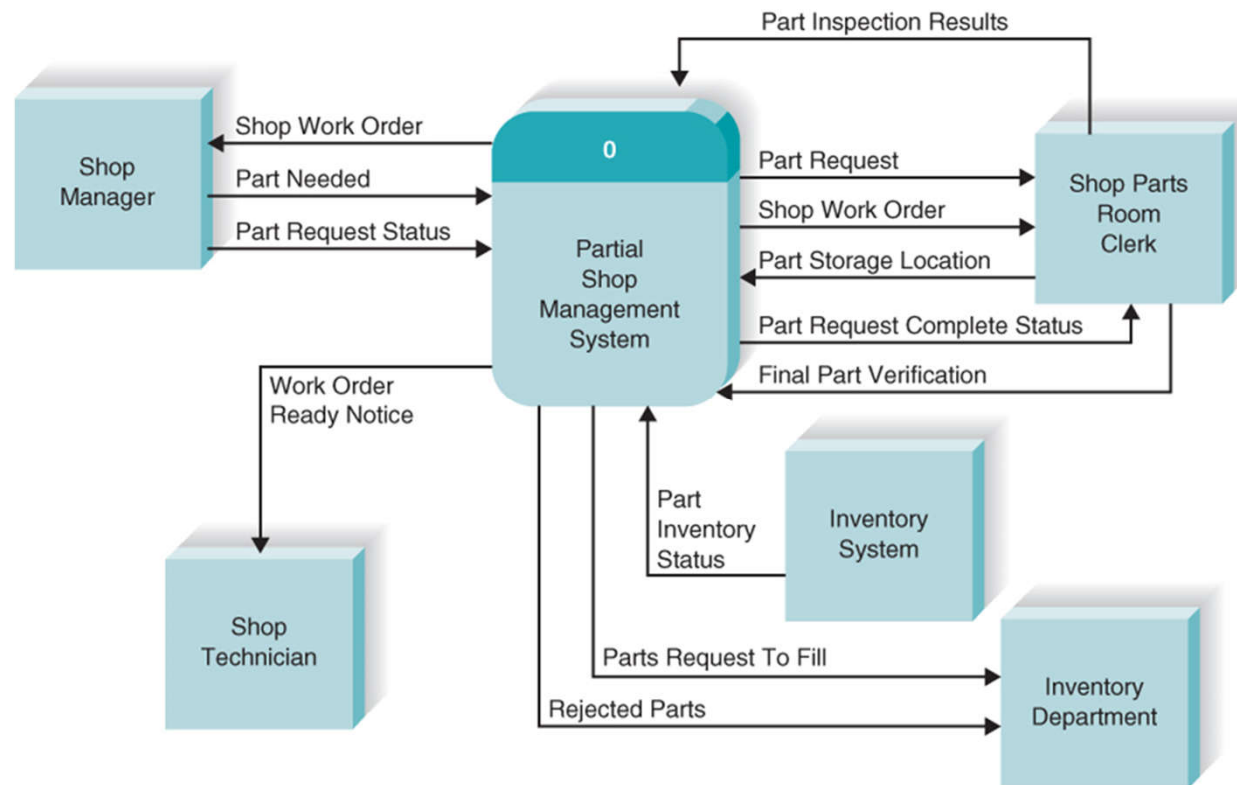 Part Inspection Results
Shop Work Order
0
Shop
Manager
Part Needed
Part Request
Shop Parts
Room
Clerk
Part Request Status
Shop Work Order
Partial
Shop
Management
System
Part Storage Location
Part Request Complete Status
Final Part Verification
Work Order
Ready Notice
Part
Inventory
Status
Inventory
System
Shop
Technician
Parts Request To Fill
Rejected Parts
Inventory
Department